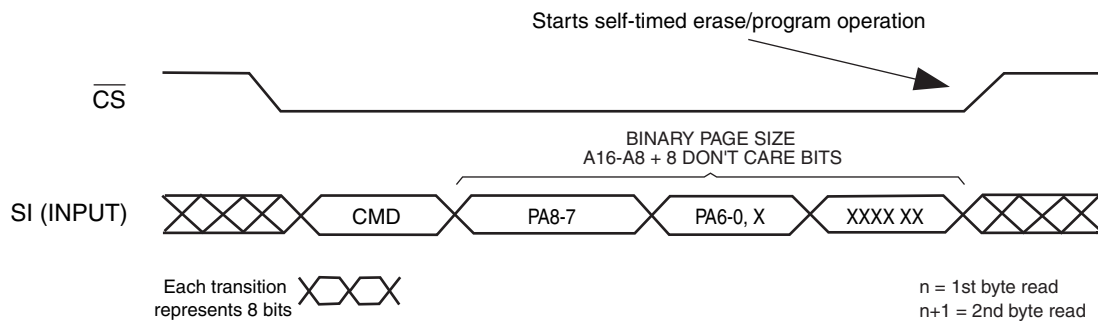 Starts self-timed erase/program operation
CS
BINARY PAGE SIZE
A16-A8 + 8 DON'T CARE BITS
SI (INPUT)
CMD
PA8-7
PA6-0, X
XXXX XX
Each transition
represents 8 bits
n = 1st byte read
n+1 = 2nd byte read